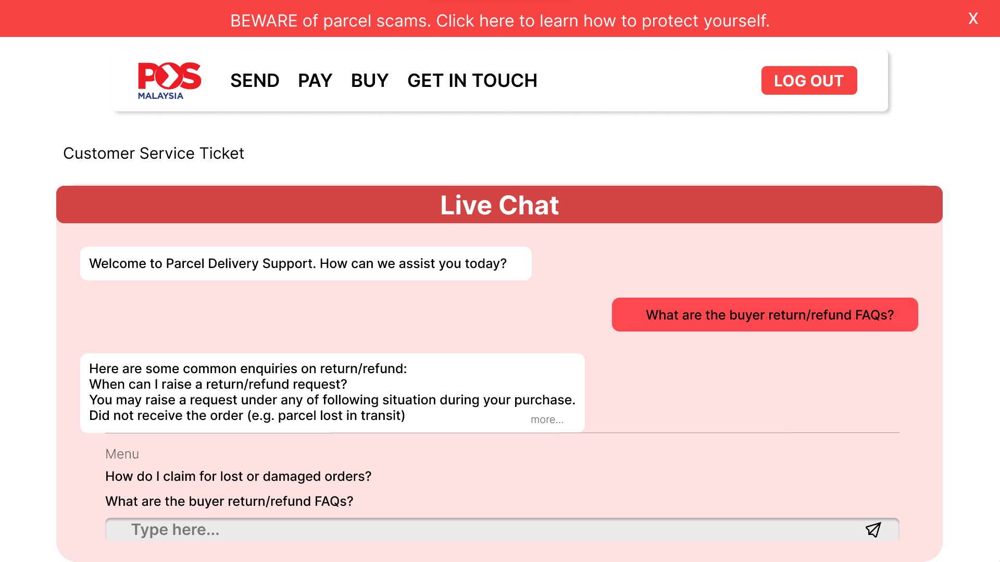 BEWARE of parcel scams. Click here to learn how to protect yourself.
X
POS
MALAYSIA
SEND PAY BUY GET IN TOUCH
LOG OUT
Customer Service Ticket
Live Chat
Welcome to Parcel Delivery Support. How can we assist you today?
What are the buyer return/refund FAQs?
Here are some common enquiries on return/refund:
When can I raise a return/refund request?
You may raise a request under any of following situation during your purchase.
Did not receive the order (e.g. parcel lost in transit)
more...
Menu
How do I claim for lost or damaged orders?
What are the buyer return/refund FAQs?
Type here...